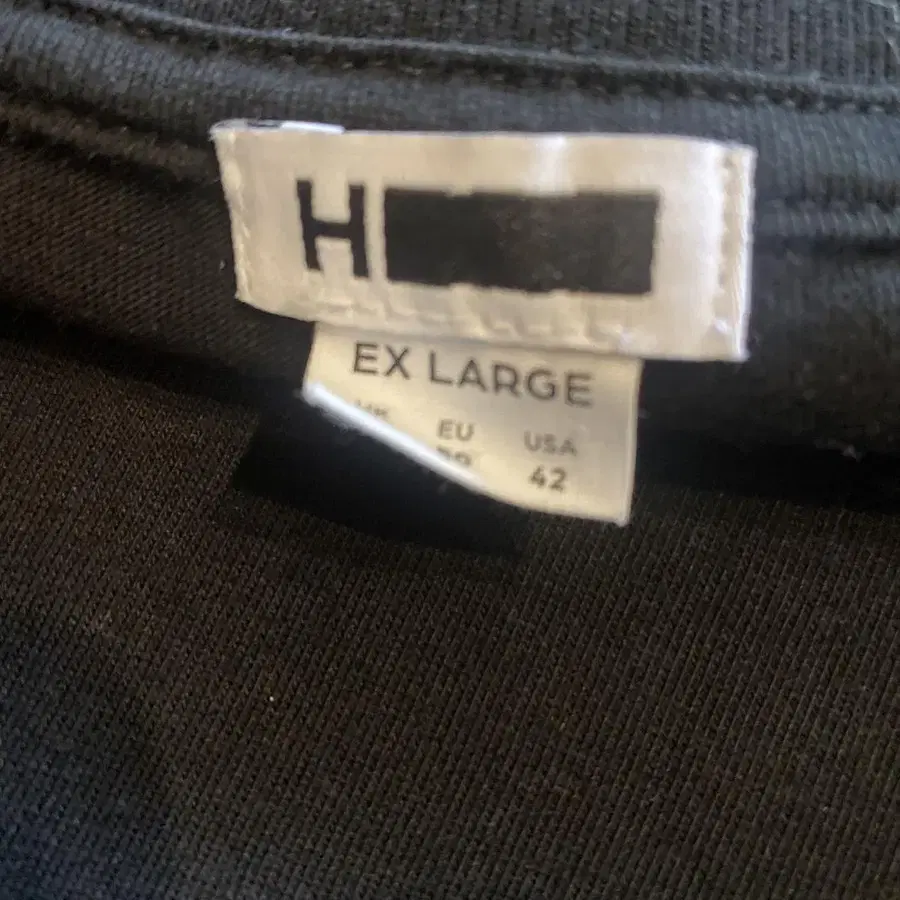 H
EX LARGE
EU USA
42